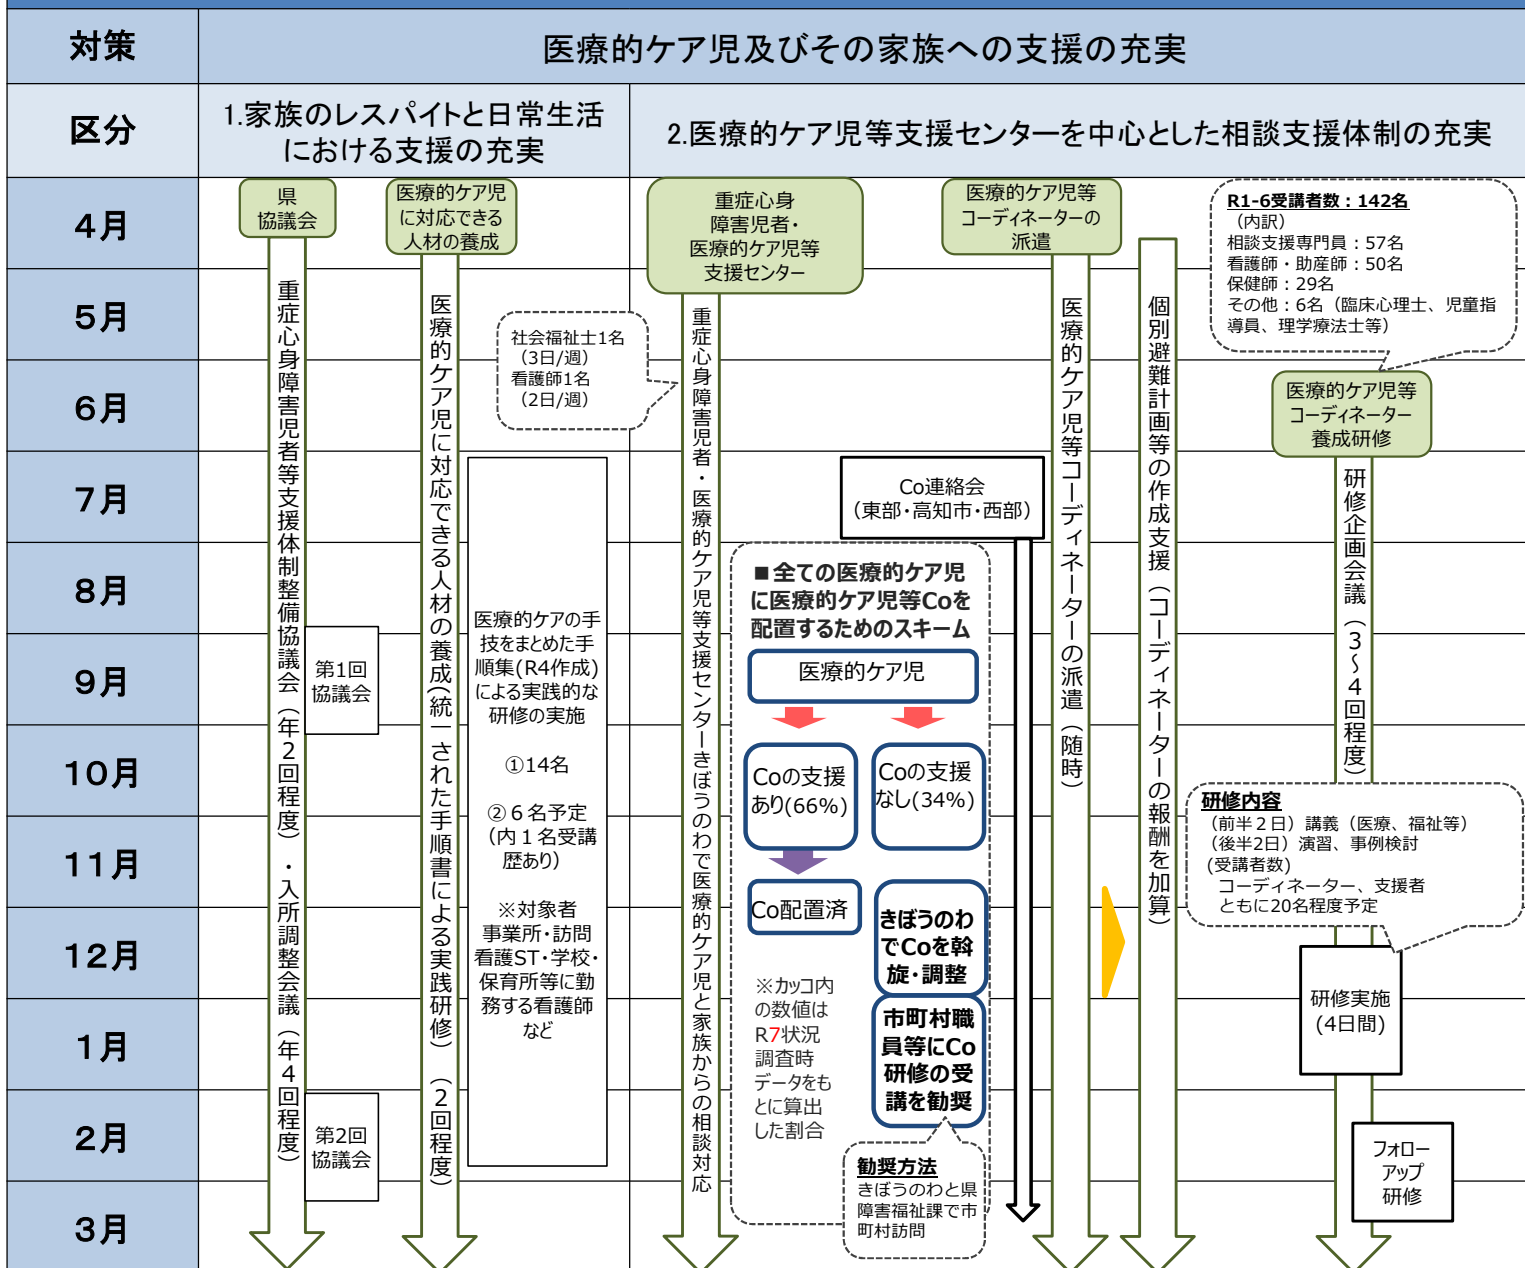 対策
医療的ケア児及びその家族への支援の充実
区分
1.家族のレスパイトと日常生活
における支援の充実
2.医療的ケア児等支援センターを中心とした相談支援体制の充実
4月
5月
6月
7月
8月
9月
10月
11月
12月
1月
2月
3月
県
協議会
重症心身障害児者等支援体制整備協議会（年２回程度）・入所調整会議（年４回程度）
第1回
協議会
第2回
協議会
医療的ケア児
に対応できる
人材の養成
医療的ケア児に対応できる人材の養成(統一された手順書による実践研修）（２回程度）
医療的ケアの手
技をまとめた手
順集(R4作成)
による実践的な
研修の実施
①14名
②６名予定
（内１名受講
歴あり）
※対象者
事業所・訪問
看護ST・学校・
保育所等に勤
務する看護師
など
社会福祉士1名
（3日/週）
看護師1名
（2日/週）
重症心身
障害児者・
医療的ケア児等
支援センター
重症心身障害児者・医療的ケア児等支援センターきぼうのわで医療的ケア児と家族からの相談対応
■全ての医療的ケア児
に医療的ケア児等Coを
配置するためのスキーム
医療的ケア児
Coの支援
あり(66%)
Coの支援
なし(34%)
Co配置済
きぼうのわ
でCoを斡
旋・調整
市町村職
員等にCo
研修の受
講を勧奨
※カッコ内
の数値は
R7状況
調査時
データをも
とに算出
した割合
勧奨方法
きぼうのわと県
障害福祉課で市
町村訪問
Co連絡会
（東部・高知市・西部）
医療的ケア児等
コーディネーターの
派遣
医療的ケア児等コーディネーターの派遣（随時）
個別避難計画等の作成支援（コーディネーターの報酬を加算）
R1-6受講者数：142名
（内訳）
相談支援専門員：57名
看護師・助産師：50名
保健師：29名
その他：6名（臨床心理士、児童指
導員、理学療法士等）
医療的ケア児等
コーディネーター
養成研修
研修企画会議（３～４回程度）
研修内容
（前半２日）講義（医療、福祉等）
（後半2日）演習、事例検討
(受講者数)
コーディネーター、支援者
ともに20名程度予定
研修実施
(4日間)
フォロー
アップ
研修